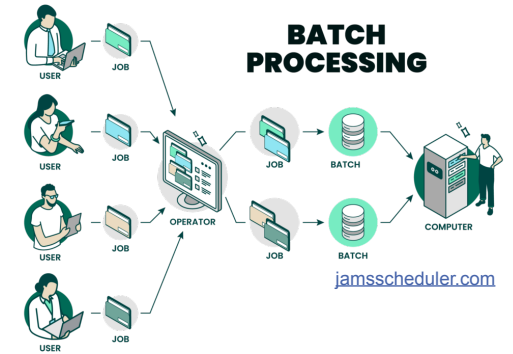 BATCH
PROCESSING
USER
JOB
USER
JOB
OPERATOR
JOB
BATCH
COMPUTER
USER
JOB
JOB
BATCH
jamsscheduler.com
USER
JOB